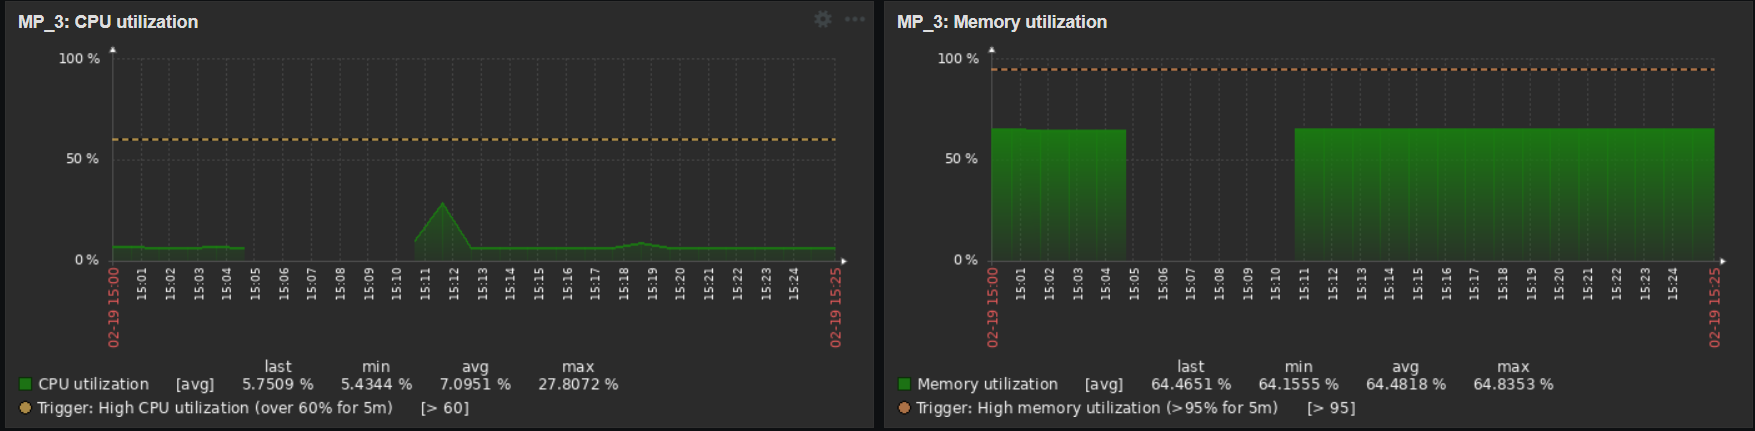 MP_3: CPU utilization
100 %
50 %
0 %
02-19 15:00 15:01 15:02 15:03 15:04 15:05 15:06 15:07 15:08 15:09 15:10 15:11 15:12 15:13 15:14 15:15 15:16 15:17 15:18 15:19 15:20 15:21 15:22 15:23 15:24 02-19 15:25
last min avg max
CPU utilization [avg] 5.7509 % 5.4344 % 7.0951 % 27.8072 %
Trigger: High CPU utilization (over 60% for 5m) [> 60]
MP_3: Memory utilization
100 %
50 %
0 %
02-19 15:00 15:01 15:02 15:03 15:04 15:05 15:06 15:07 15:08 15:09 15:10 15:11 15:12 15:13 15:14 15:15 15:16 15:17 15:18 15:19 15:20 15:21 15:22 15:23 15:24 02-19 15:25
last min avg max
Memory utilization [avg] 64.4651 % 64.1555 % 64.4818 % 64.8353 %
Trigger: High memory utilization (>95% for 5m) [> 95]